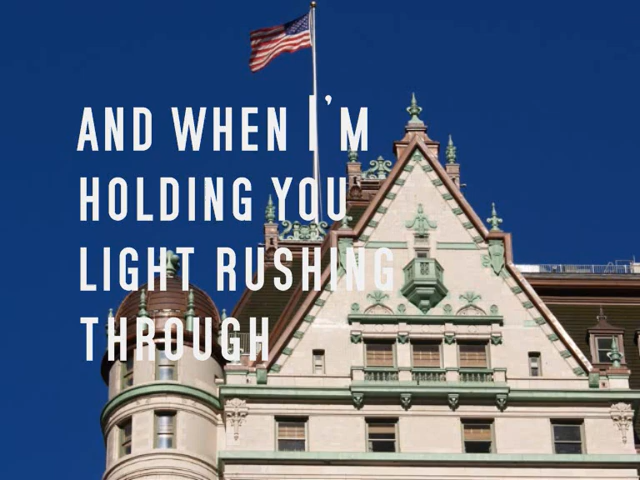 AND WHEN I'M
HOLDING YOU
LIGHT RUSHING
THROUGH